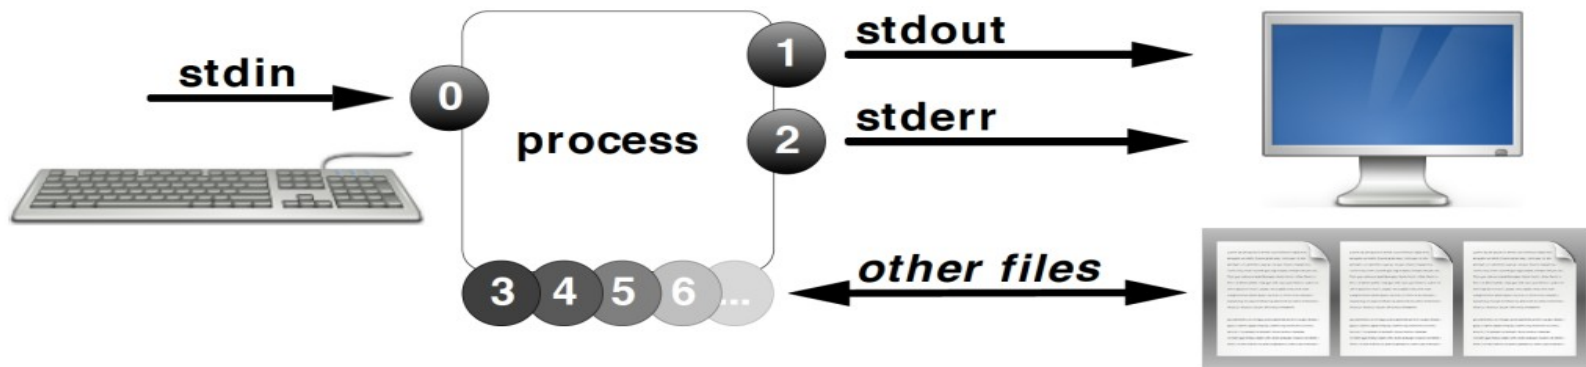 stdin
0
process
1
stdout
2
stderr
3 4 5 6 ...
other files